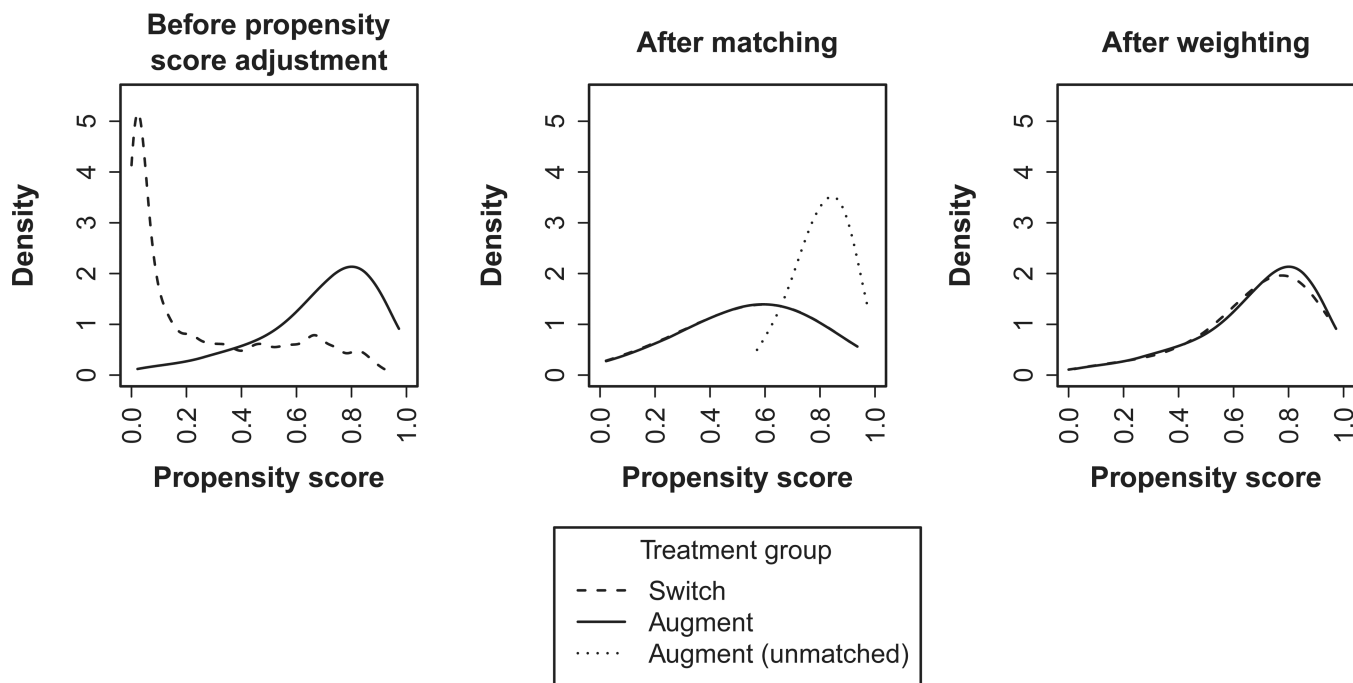 Before propensity
score adjustment
After matching
After weighting
Density
5
4
3
2
1
0
0.0
0.2
0.4
0.6
0.8
1.0
Propensity score
Density
5
4
3
2
1
0
0.0
0.2
0.4
0.6
0.8
1.0
Propensity score
Density
5
4
3
2
1
0
0.0
0.2
0.4
0.6
0.8
1.0
Propensity score
Treatment group
Switch
Augment
Augment (unmatched)